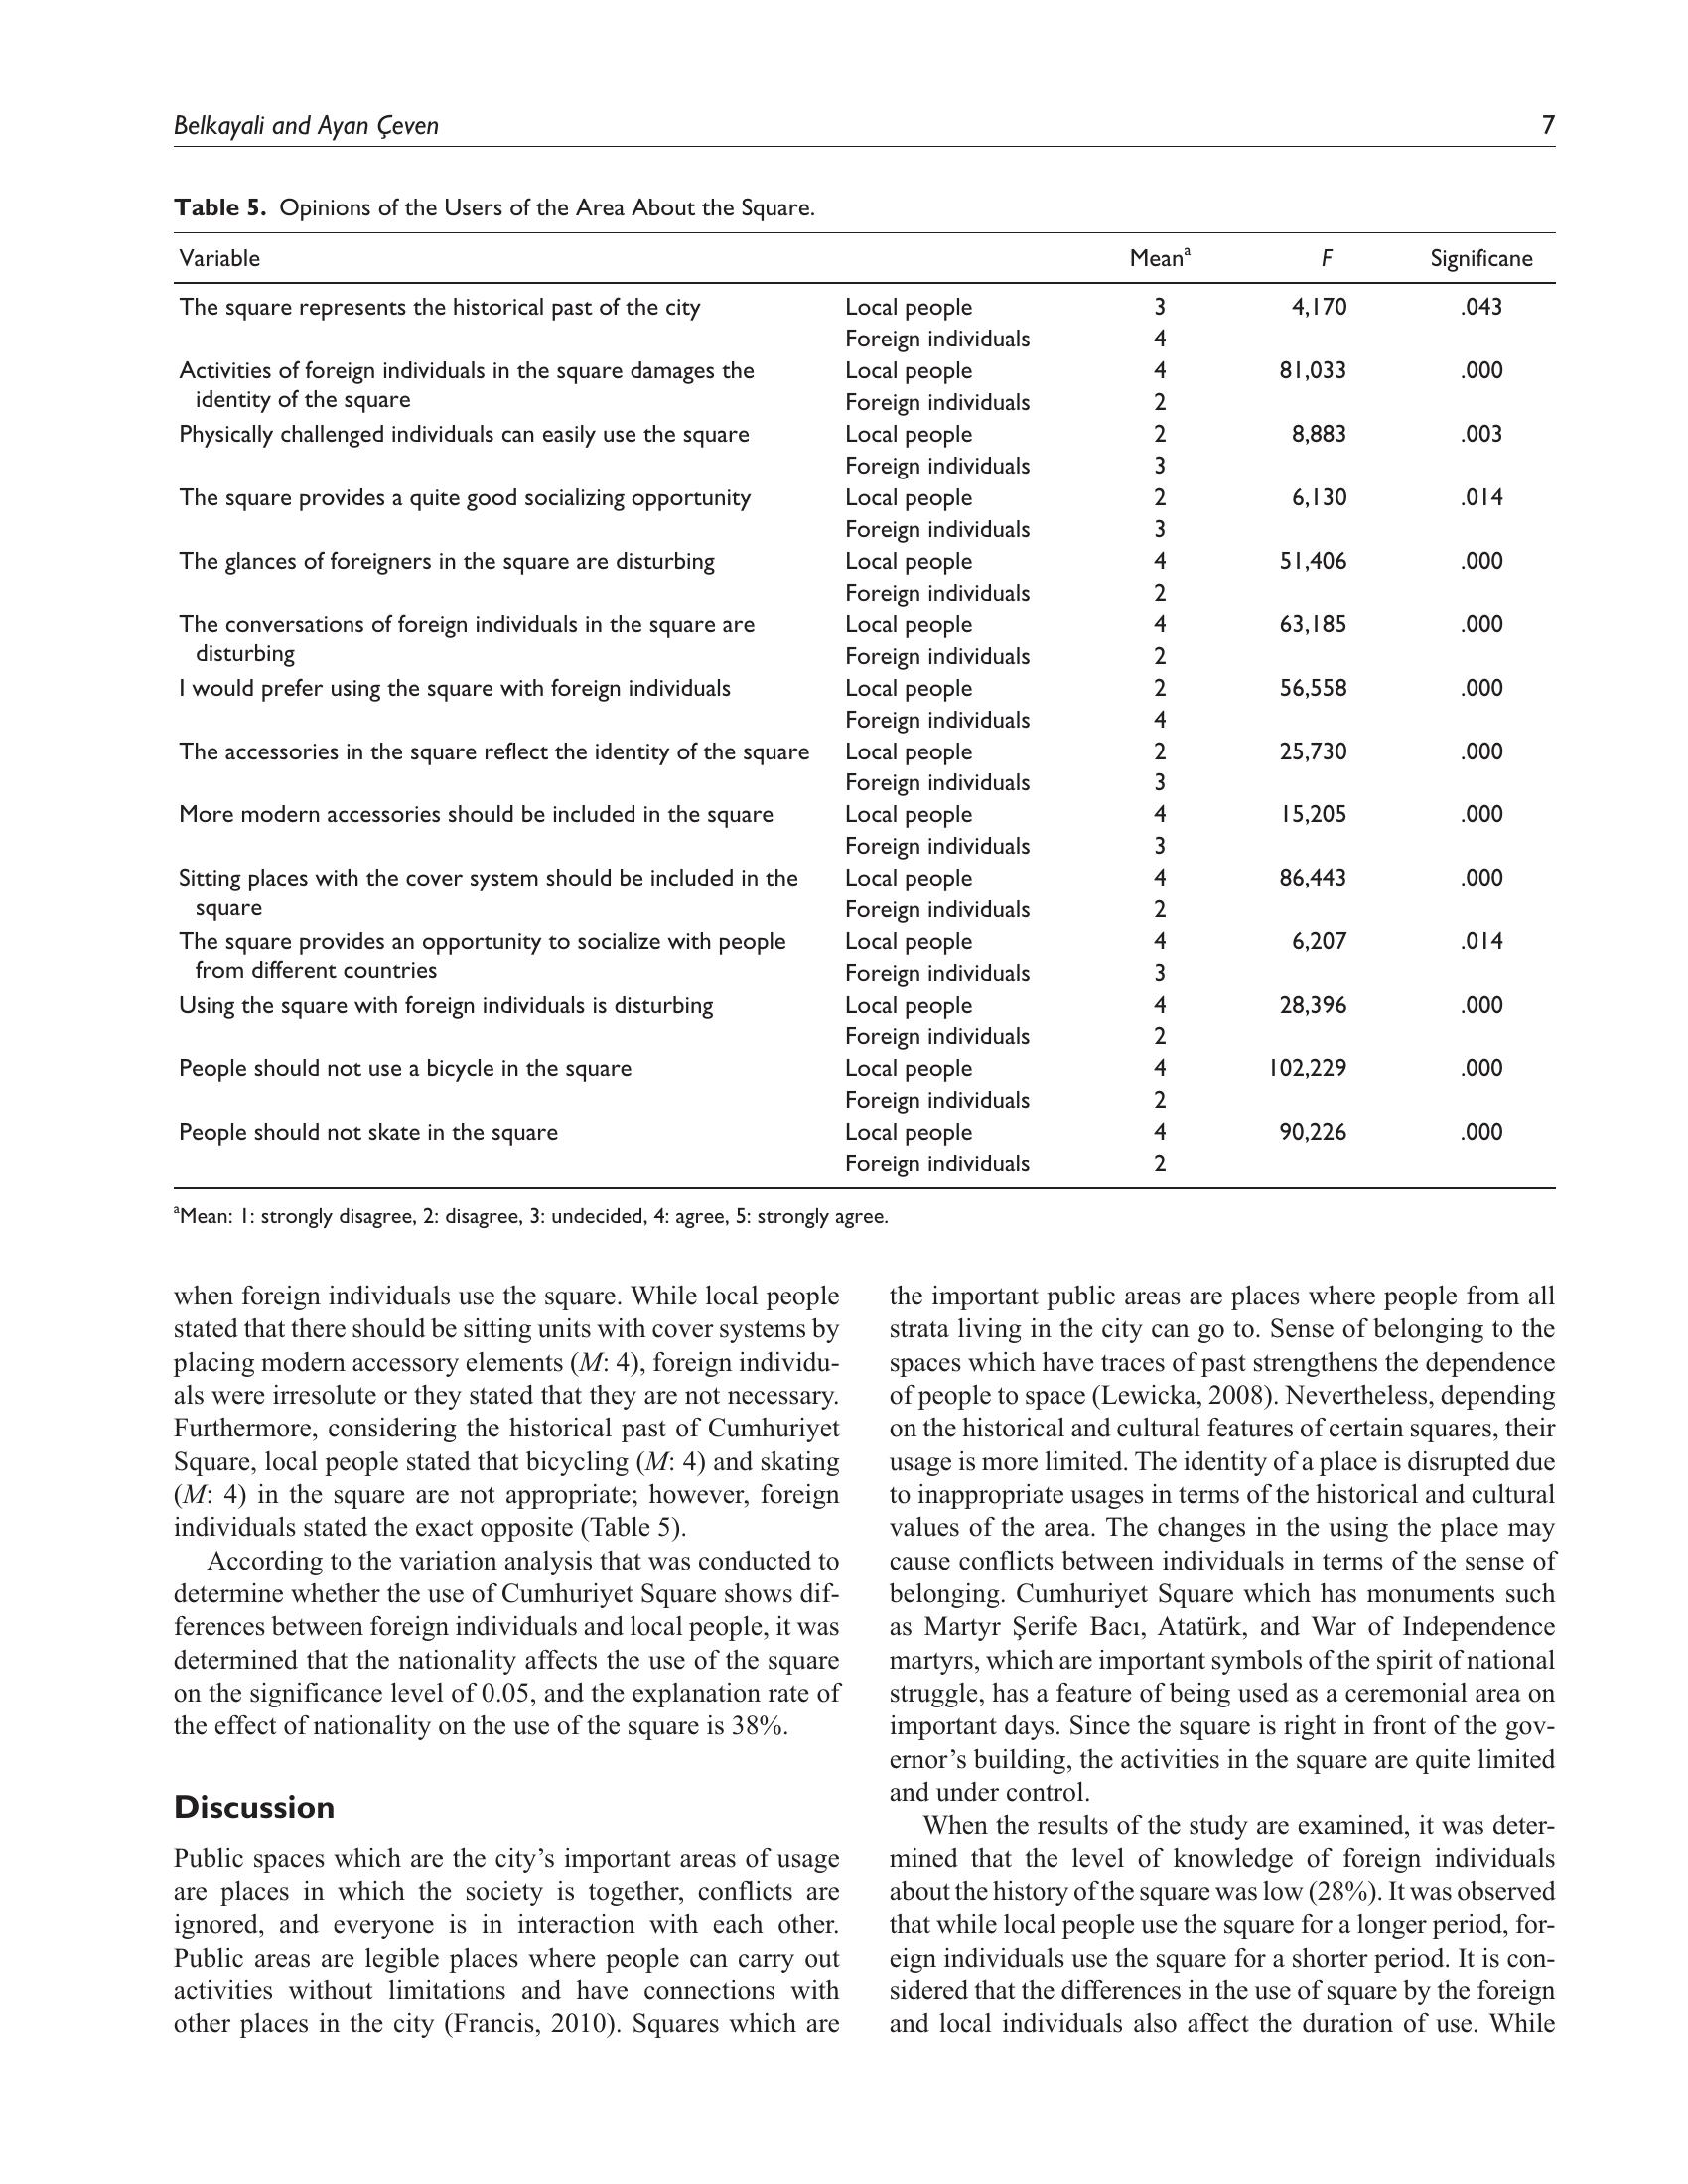 Belkayali and Ayan Çeven 7
Table 5. Opinions of the Users of the Area About the Square.
Variable Meanᵃ F Significane
The square represents the historical past of the city Local people 3 4,170 .043
Foreign individuals 4
Activities of foreign individuals in the square damages the Local people 4 81,033 .000
identity of the square Foreign individuals 2
Physically challenged individuals can easily use the square Local people 2 8,883 .003
Foreign individuals 3
The square provides a quite good socializing opportunity Local people 2 6,130 .014
Foreign individuals 3
The glances of foreigners in the square are disturbing Local people 4 51,406 .000
Foreign individuals 2
The conversations of foreign individuals in the square are Local people 4 63,185 .000
disturbing Foreign individuals 2
I would prefer using the square with foreign individuals Local people 2 56,558 .000
Foreign individuals 4
The accessories in the square reflect the identity of the square Local people 2 25,730 .000
Foreign individuals 3
More modern accessories should be included in the square Local people 4 15,205 .000
Foreign individuals 3
Sitting places with the cover system should be included in the Local people 4 86,443 .000
square Foreign individuals 2
The square provides an opportunity to socialize with people Local people 4 6,207 .014
from different countries Foreign individuals 3
Using the square with foreign individuals is disturbing Local people 4 28,396 .000
Foreign individuals 2
People should not use a bicycle in the square Local people 4 102,229 .000
Foreign individuals 2
People should not skate in the square Local people 4 90,226 .000
Foreign individuals 2
ᵃMean: 1: strongly disagree, 2: disagree, 3: undecided, 4: agree, 5: strongly agree.
when foreign individuals use the square. While local people
stated that there should be sitting units with cover systems by
placing modern accessory elements (M: 4), foreign individu-
als were irresolute or they stated that they are not necessary.
Furthermore, considering the historical past of Cumhuriyet
Square, local people stated that bicycling (M: 4) and skating
(M: 4) in the square are not appropriate; however, foreign
individuals stated the exact opposite (Table 5).
According to the variation analysis that was conducted to
determine whether the use of Cumhuriyet Square shows dif-
ferences between foreign individuals and local people, it was
determined that the nationality affects the use of the square
on the significance level of 0.05, and the explanation rate of
the effect of nationality on the use of the square is 38%.
Discussion
Public spaces which are the city's important areas of usage
are places in which the society is together, conflicts are
ignored, and everyone is in interaction with each other.
Public areas are legible places where people can carry out
activities without limitations and have connections with
other places in the city (Francis, 2010). Squares which are
the important public areas are places where people from all
strata living in the city can go to. Sense of belonging to the
spaces which have traces of past strengthens the dependence
of people to space (Lewicka, 2008). Nevertheless, depending
on the historical and cultural features of certain squares, their
usage is more limited. The identity of a place is disrupted due
to inappropriate usages in terms of the historical and cultural
values of the area. The changes in the using the place may
cause conflicts between individuals in terms of the sense of
belonging. Cumhuriyet Square which has monuments such
as Martyr Şerife Bacı, Atatürk, and War of Independence
martyrs, which are important symbols of the spirit of national
struggle, has a feature of being used as a ceremonial area on
important days. Since the square is right in front of the gov-
ernor's building, the activities in the square are quite limited
and under control.
When the results of the study are examined, it was deter-
mined that the level of knowledge of foreign individuals
about the history of the square was low (28%). It was observed
that while local people use the square for a longer period, for-
eign individuals use the square for a shorter period. It is con-
sidered that the differences in the use of square by the foreign
and local individuals also affect the duration of use. While